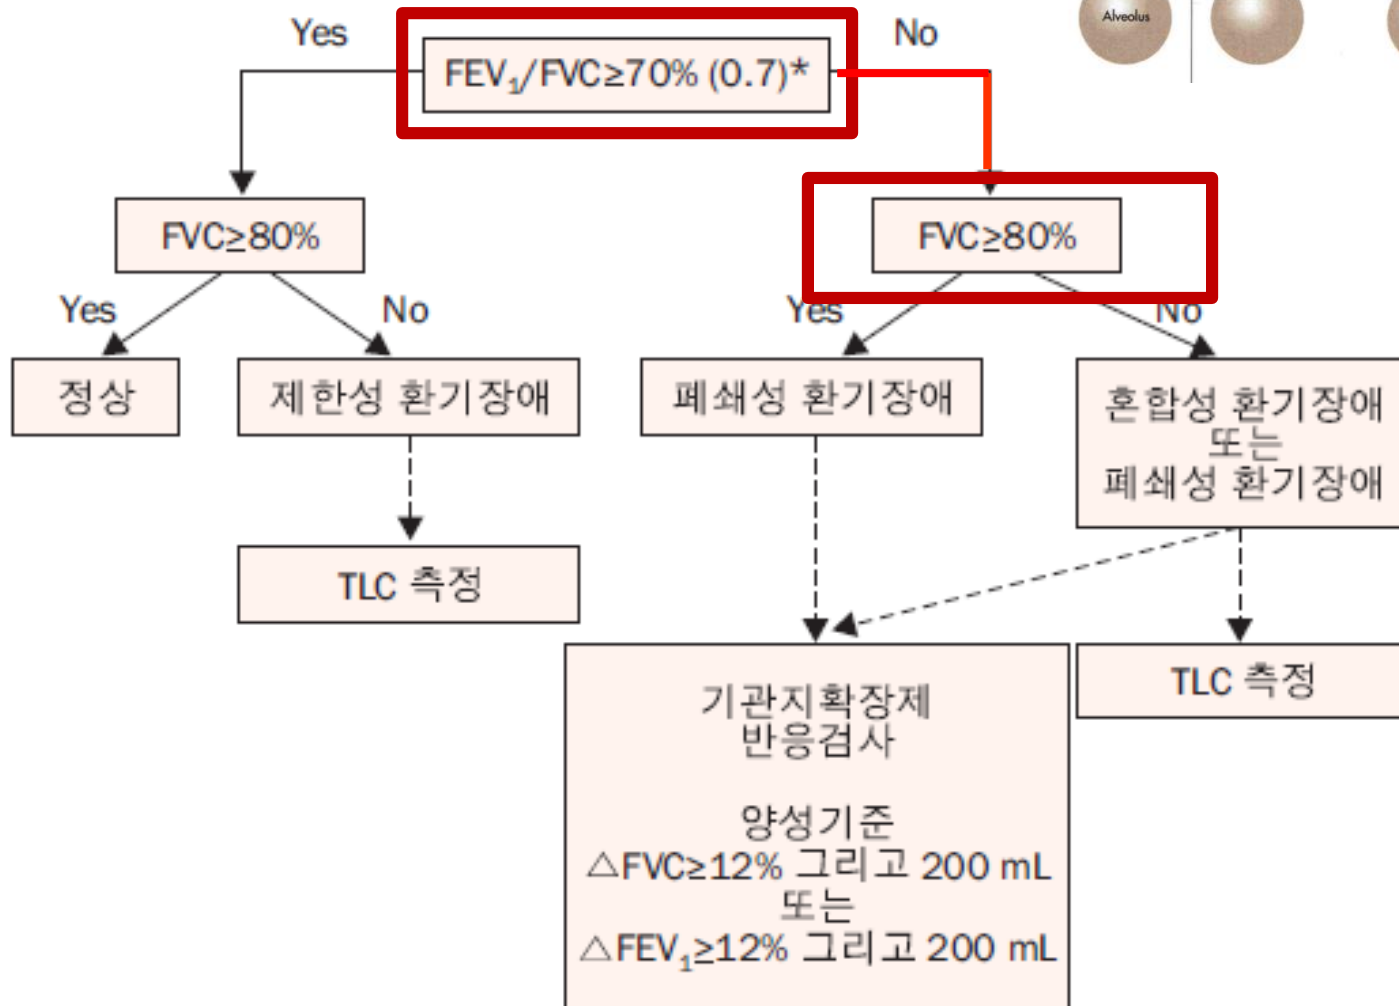 Alveolus
Yes
No
FEV₁/FVC≥70% (0.7)*
FVC≥80%
FVC≥80%
Yes
No
Yes
No
정상
제한성 환기장애
폐쇄성 환기장애
혼합성 환기장애
또는
폐쇄성 환기장애
TLC 측정
TLC 측정
기관지확장제
반응검사
양성기준
△FVC≥12% 그리고 200 mL
또는
△FEV₁≥12% 그리고 200 mL